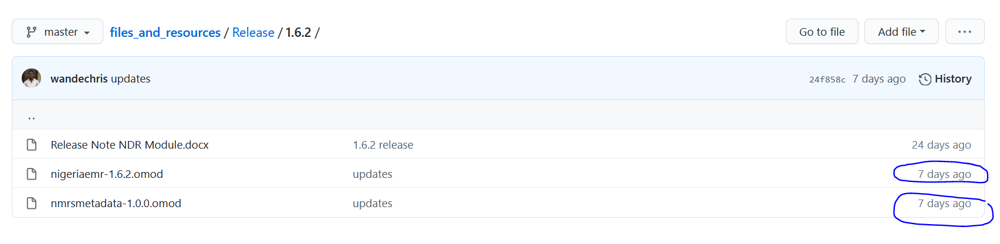 master files_and_resources / Release / 1.6.2 / Go to file Add file ...
wandechris updates 24f858c 7 days ago History
..
Release Note NDR Module.docx 1.6.2 release 24 days ago
nigeriaemr-1.6.2.omod updates 7 days ago
nmrsmetadata-1.0.0.omod updates 7 days ago